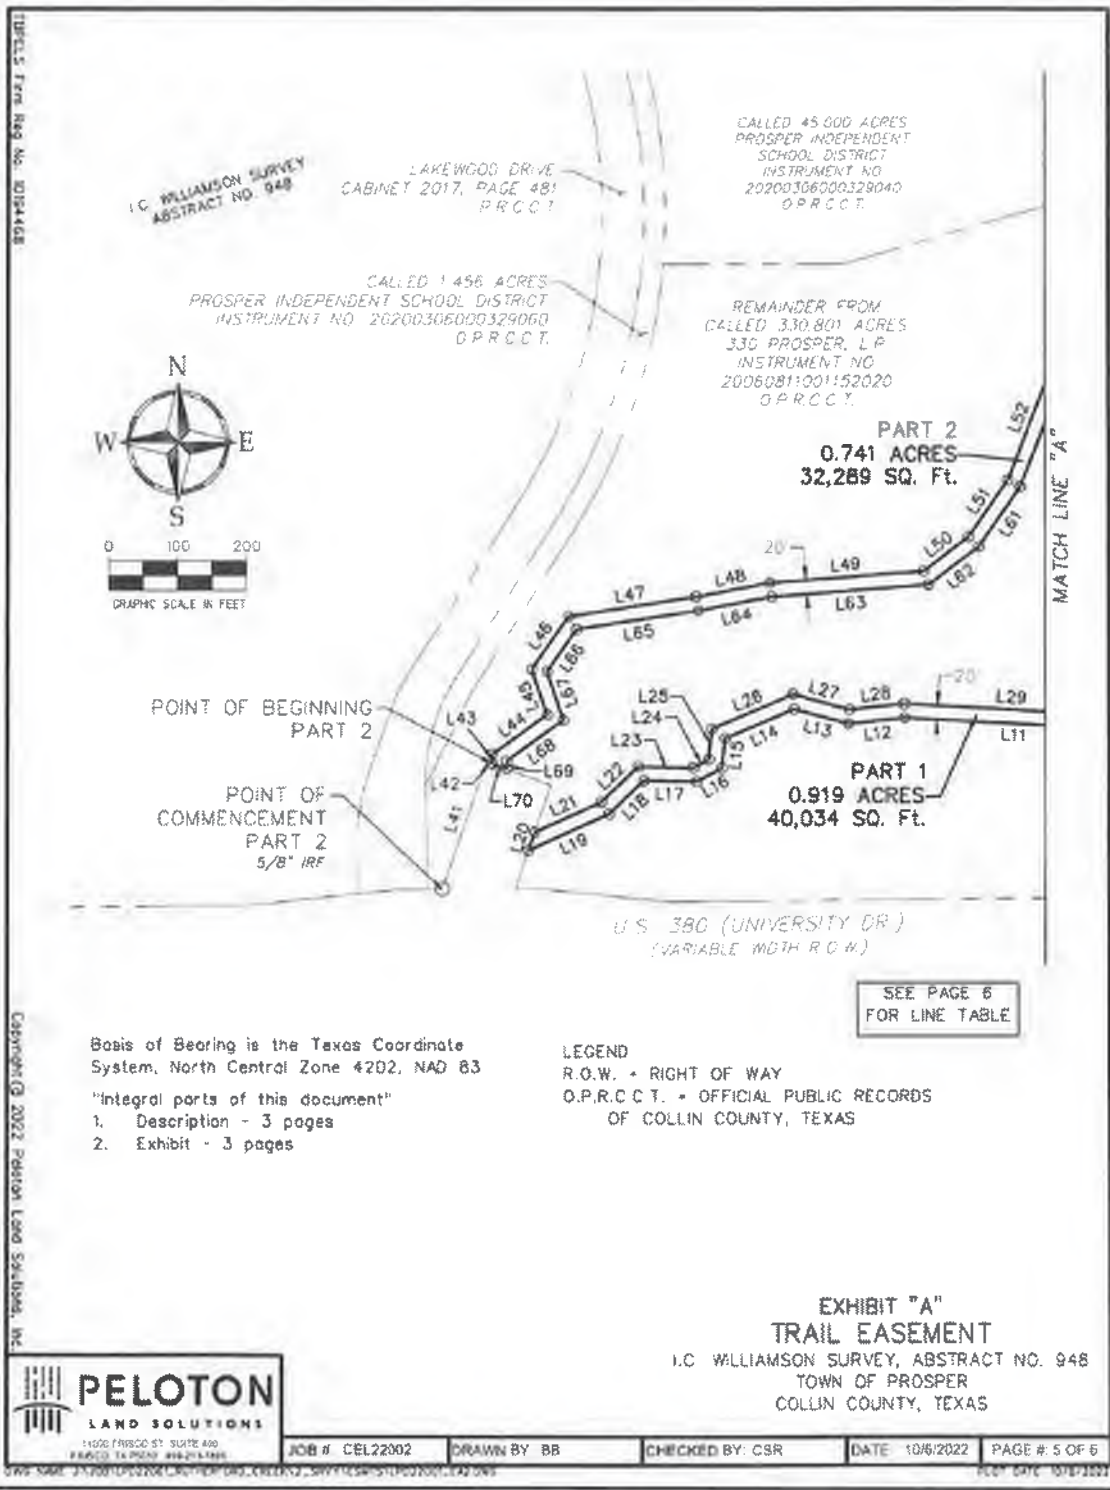 TBPELS Firm Reg No. 10194468
I.C. WILLIAMSON SURVEY
ABSTRACT NO. 948
LAKEWOOD DRIVE
CABINET 2017, PAGE 481
P.R.C.C.T.
CALLED 45.000 ACRES
PROSPER INDEPENDENT
SCHOOL DISTRICT
INSTRUMENT NO
20200306000329040
O.P.R.C.C.T.
CALLED 1.456 ACRES
PROSPER INDEPENDENT SCHOOL DISTRICT
INSTRUMENT NO 20200306000329060
O.P.R.C.C.T.
REMAINDER FROM
CALLED 330.801 ACRES
330 PROSPER, L.P.
INSTRUMENT NO
20060811001152020
O.P.R.C.C.T.
N
W E
S
0 100 200
GRAPHIC SCALE IN FEET
PART 2
0.741 ACRES
32,289 SQ. Ft.
L52
L51
L61
L50
L62
20'
L49
L63
L48
L64
L47
L65
L46
L66
L45
L67
L44
L68
L43
L42
L69
L70
L41
MATCH LINE "A"
POINT OF BEGINNING
PART 2
POINT OF
COMMENCEMENT
PART 2
5/8" IRF
L25
L24
L23
L22
L21
L20
L19
L18
L17
L16
L15
L14
L26
L27
L13
L28
L12
20'
L29
L11
PART 1
0.919 ACRES
40,034 SQ. Ft.
U.S. 380 (UNIVERSITY DR.)
(VARIABLE WIDTH R.O.W.)
SEE PAGE 6
FOR LINE TABLE
Basis of Bearing is the Texas Coordinate
System, North Central Zone 4202, NAD 83
"Integral parts of this document"
1. Description - 3 pages
2. Exhibit - 3 pages
LEGEND
R.O.W. = RIGHT OF WAY
O.P.R.C.C.T. = OFFICIAL PUBLIC RECORDS
OF COLLIN COUNTY, TEXAS
Copyright © 2022 Peloton Land Solutions, Inc
EXHIBIT "A"
TRAIL EASEMENT
I.C. WILLIAMSON SURVEY, ABSTRACT NO. 948
TOWN OF PROSPER
COLLIN COUNTY, TEXAS
PELOTON
LAND SOLUTIONS
JOB #: CEL22002
DRAWN BY: BB
CHECKED BY: CSR
DATE: 10/6/2022
PAGE #: 5 OF 6